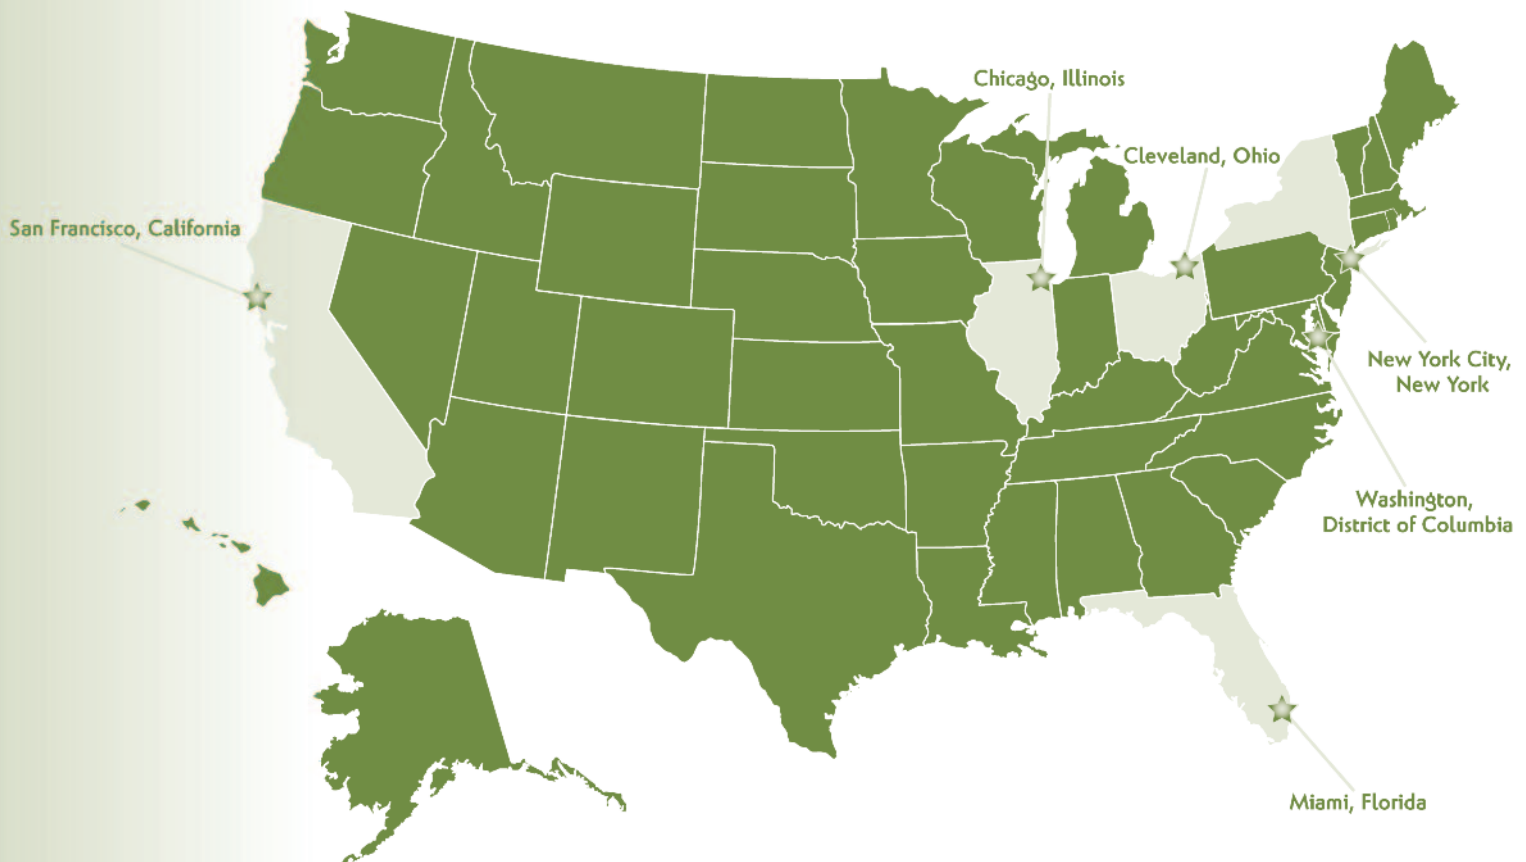 Chicago, Illinois
Cleveland, Ohio
San Francisco, California
New York City,
New York
Washington,
District of Columbia
Miami, Florida